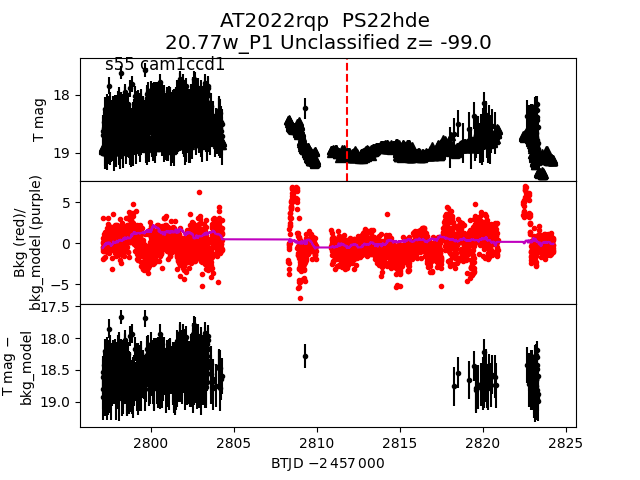 AT2022rqp  PS22hde
20.77w_P1 Unclassified z= -99.0
s55 cam1ccd1
T mag
18
19
Bkg (red)/
bkg_model (purple)
5
0
−5
T mag −
bkg_model
17.5
18.0
18.5
19.0
2800
2805
2810
2815
2820
2825
BTJD −2 457 000